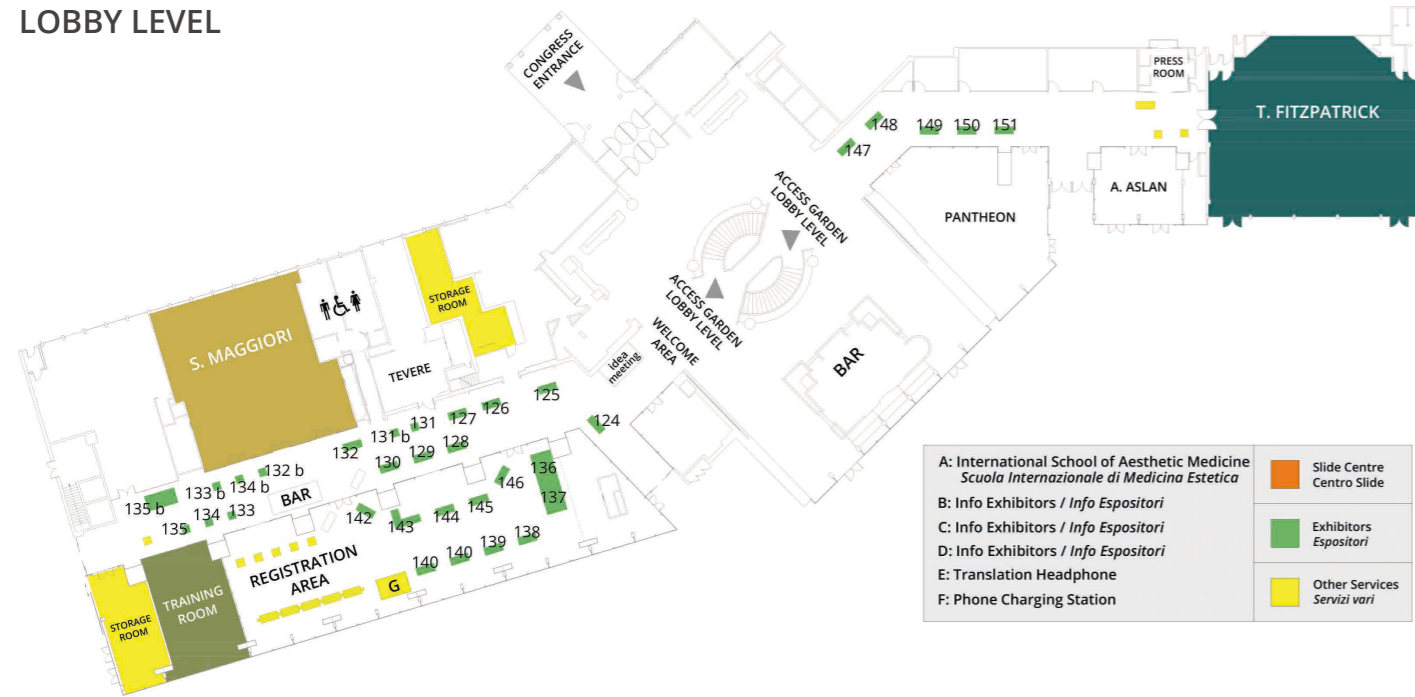 LOBBY LEVEL
CONGRESS
ENTRANCE
PRESS
ROOM
T. FITZPATRICK
148
149
150
151
147
A. ASLAN
PANTHEON
ACCESS GARDEN
LOBBY LEVEL
ACCESS GARDEN
LOBBY LEVEL
WELCOME
AREA
BAR
STORAGE
ROOM
S. MAGGIORI
TEVERE
idea
meeting
125
126
127
124
131
131 b
132
128
129
130
132 b
134 b
133 b
135 b
BAR
133
134
135
136
137
146
145
144
143
142
138
139
140
140
G
REGISTRATION
AREA
TRAINING
ROOM
STORAGE
ROOM
A: International School of Aesthetic Medicine
Scuola Internazionale di Medicina Estetica
B: Info Exhibitors / Info Espositori
C: Info Exhibitors / Info Espositori
D: Info Exhibitors / Info Espositori
E: Translation Headphone
F: Phone Charging Station
Slide Centre
Centro Slide
Exhibitors
Espositori
Other Services
Servizi vari